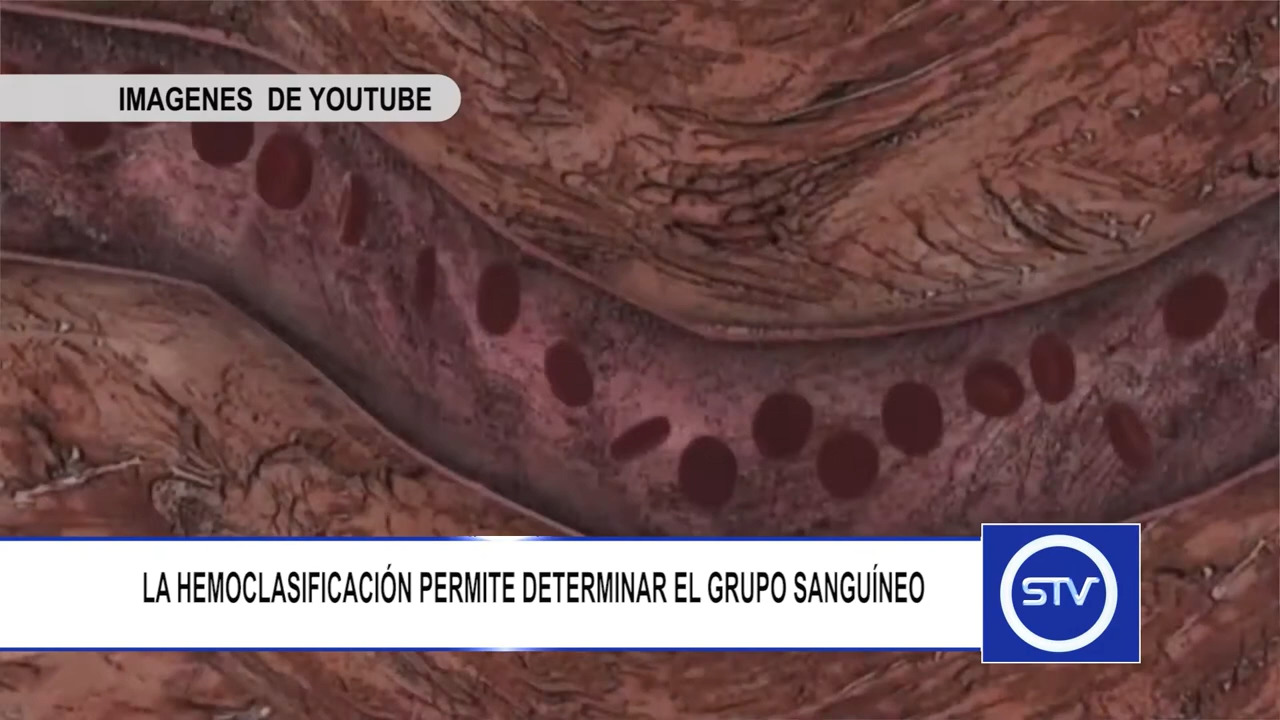 IMAGENES DE YOUTUBE
LA HEMOCLASIFICACIÓN PERMITE DETERMINAR EL GRUPO SANGUÍNEO
STV